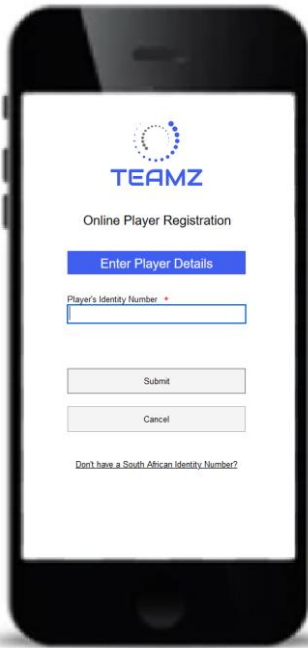 TEAMZ
Online Player Registration
Enter Player Details
Player's Identity Number *
Submit
Cancel
Don't have a South African Identity Number?